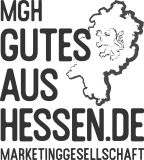 MGH
GUTES
AUS
HESSEN.DE
MARKETINGGESELLSCHAFT